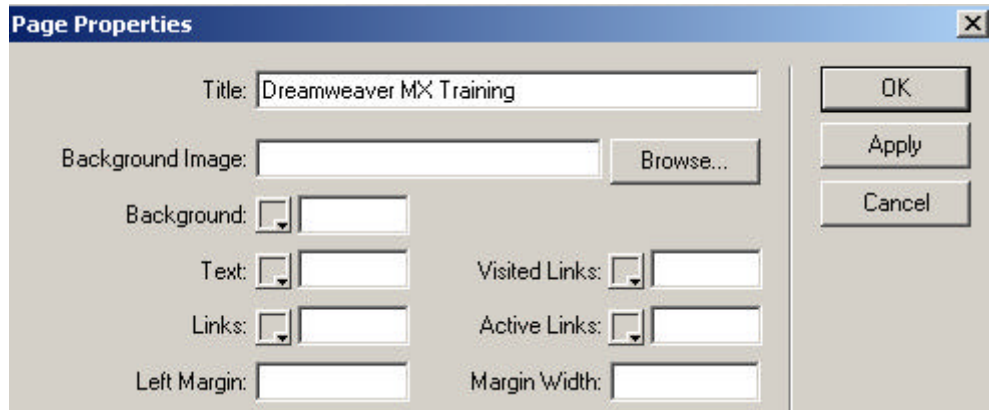 Page Properties
Title: Dreamweaver MX Training
OK
Background Image: Browse...
Apply
Background:
Cancel
Text: Visited Links:
Links: Active Links:
Left Margin: Margin Width: